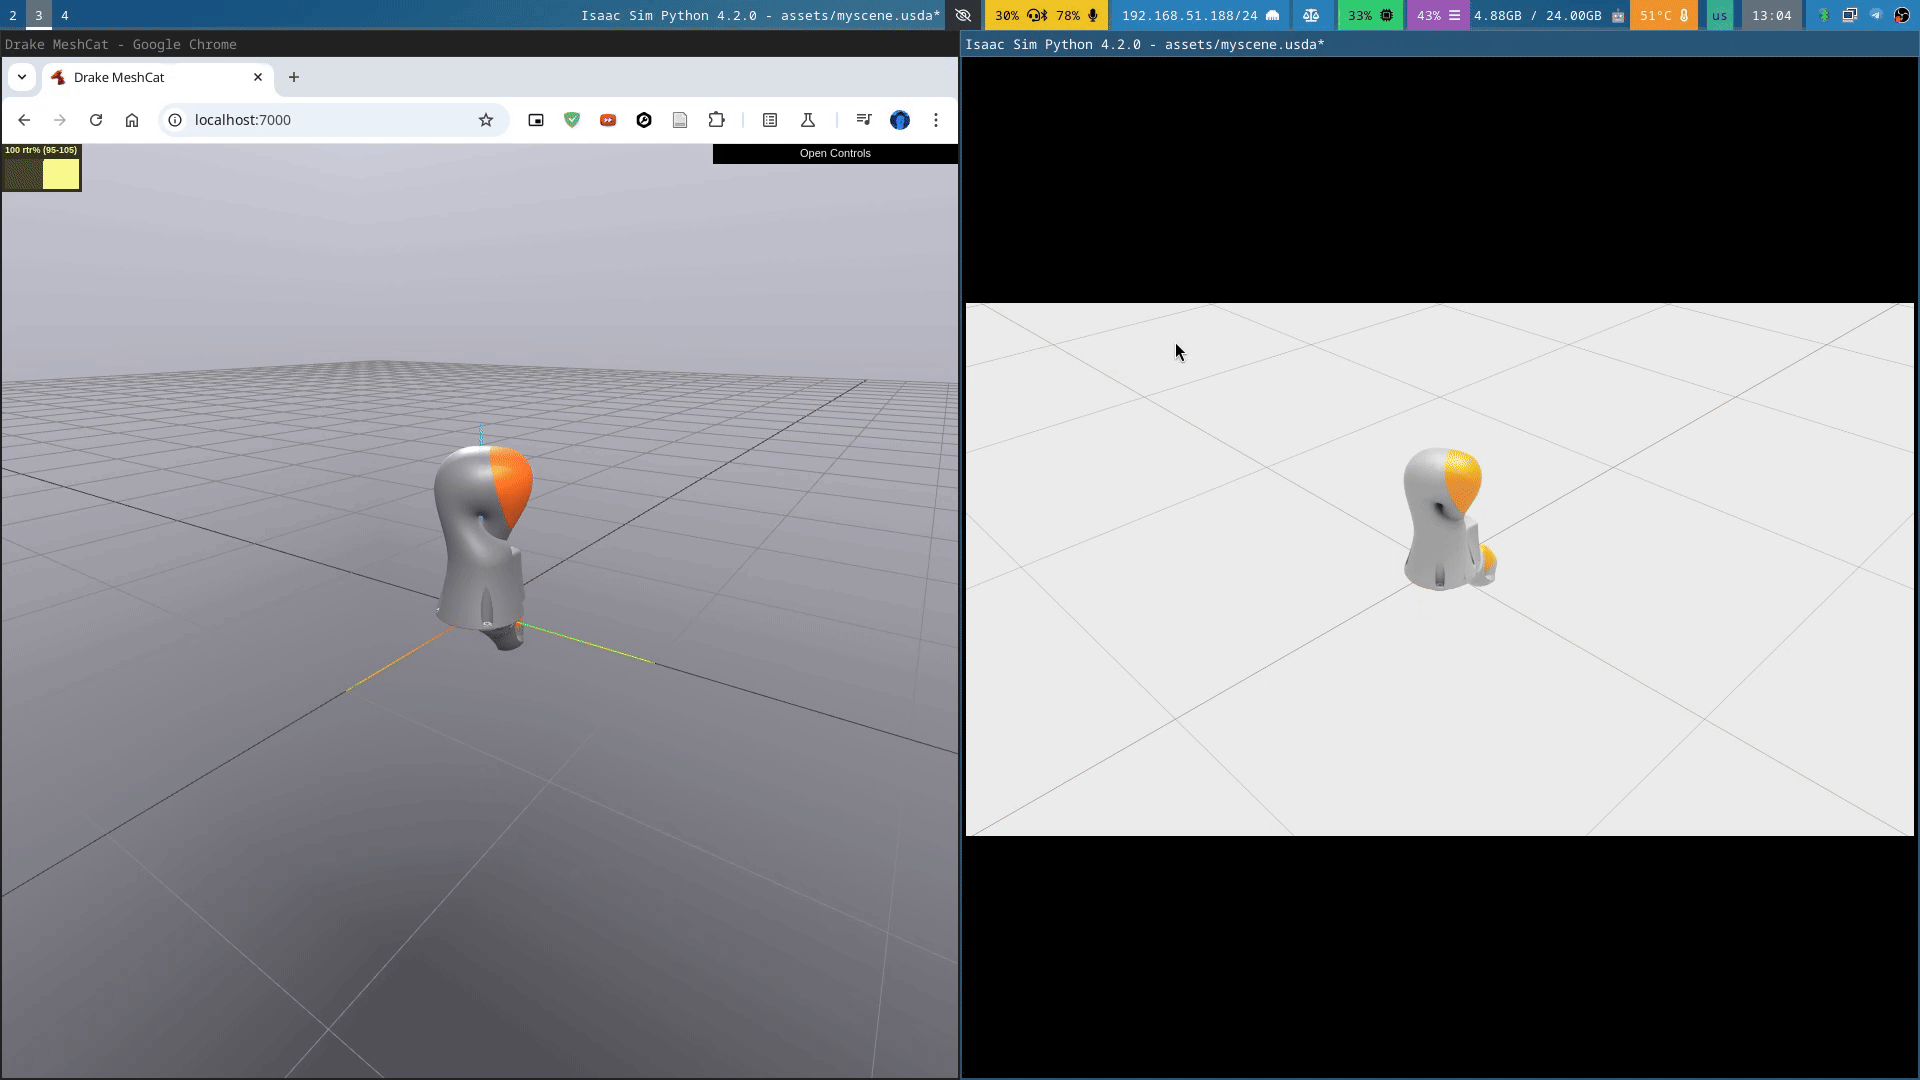 2 3 4 Isaac Sim Python 4.2.0 - assets/myscene.usda* 30% 78% 192.168.51.188/24 33% 43% 4.88GB / 24.00GB 51°C us 13:04
Drake MeshCat - Google Chrome
Isaac Sim Python 4.2.0 - assets/myscene.usda*
Drake MeshCat
localhost:7000
100 rtr% (95-105)
Open Controls